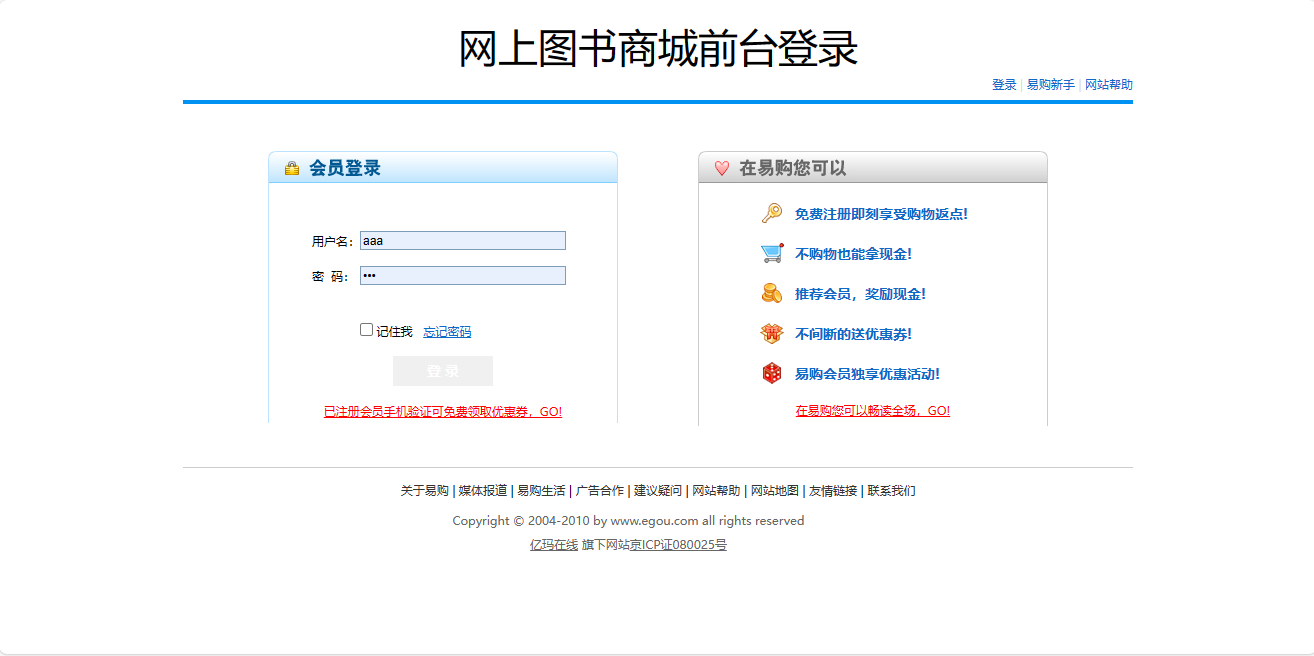 网上图书商城前台登录
登录 | 易购新手 | 网站帮助
会员登录
用户名： aaa
密 码： •••
记住我 忘记密码
登 录
已注册会员手机验证可免费领取优惠券，GO!
在易购您可以
免费注册即刻享受购物返点!
不购物也能拿现金!
推荐会员，奖励现金!
不间断的送优惠券!
易购会员独享优惠活动!
在易购您可以畅读全场，GO!
关于易购 | 媒体报道 | 易购生活 | 广告合作 | 建议疑问 | 网站帮助 | 网站地图 | 友情链接 | 联系我们
Copyright © 2004-2010 by www.egou.com all rights reserved
亿玛在线 旗下网站京ICP证080025号